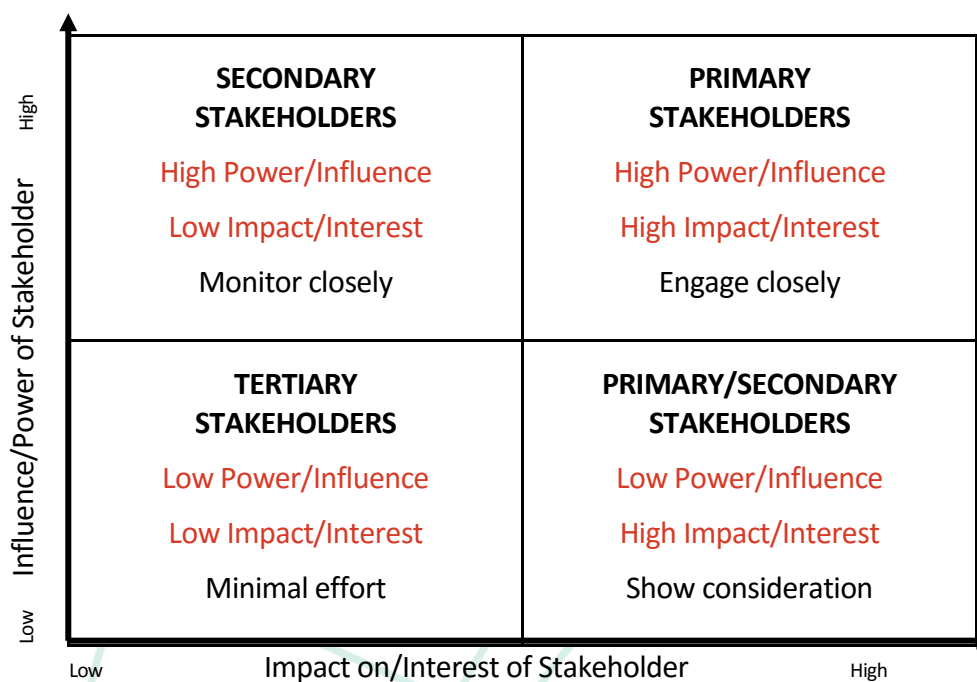 High
Influence/Power of Stakeholder
Low
SECONDARY
STAKEHOLDERS
High Power/Influence
Low Impact/Interest
Monitor closely
PRIMARY
STAKEHOLDERS
High Power/Influence
High Impact/Interest
Engage closely
TERTIARY
STAKEHOLDERS
Low Power/Influence
Low Impact/Interest
Minimal effort
PRIMARY/SECONDARY
STAKEHOLDERS
Low Power/Influence
High Impact/Interest
Show consideration
Low
Impact on/Interest of Stakeholder
High